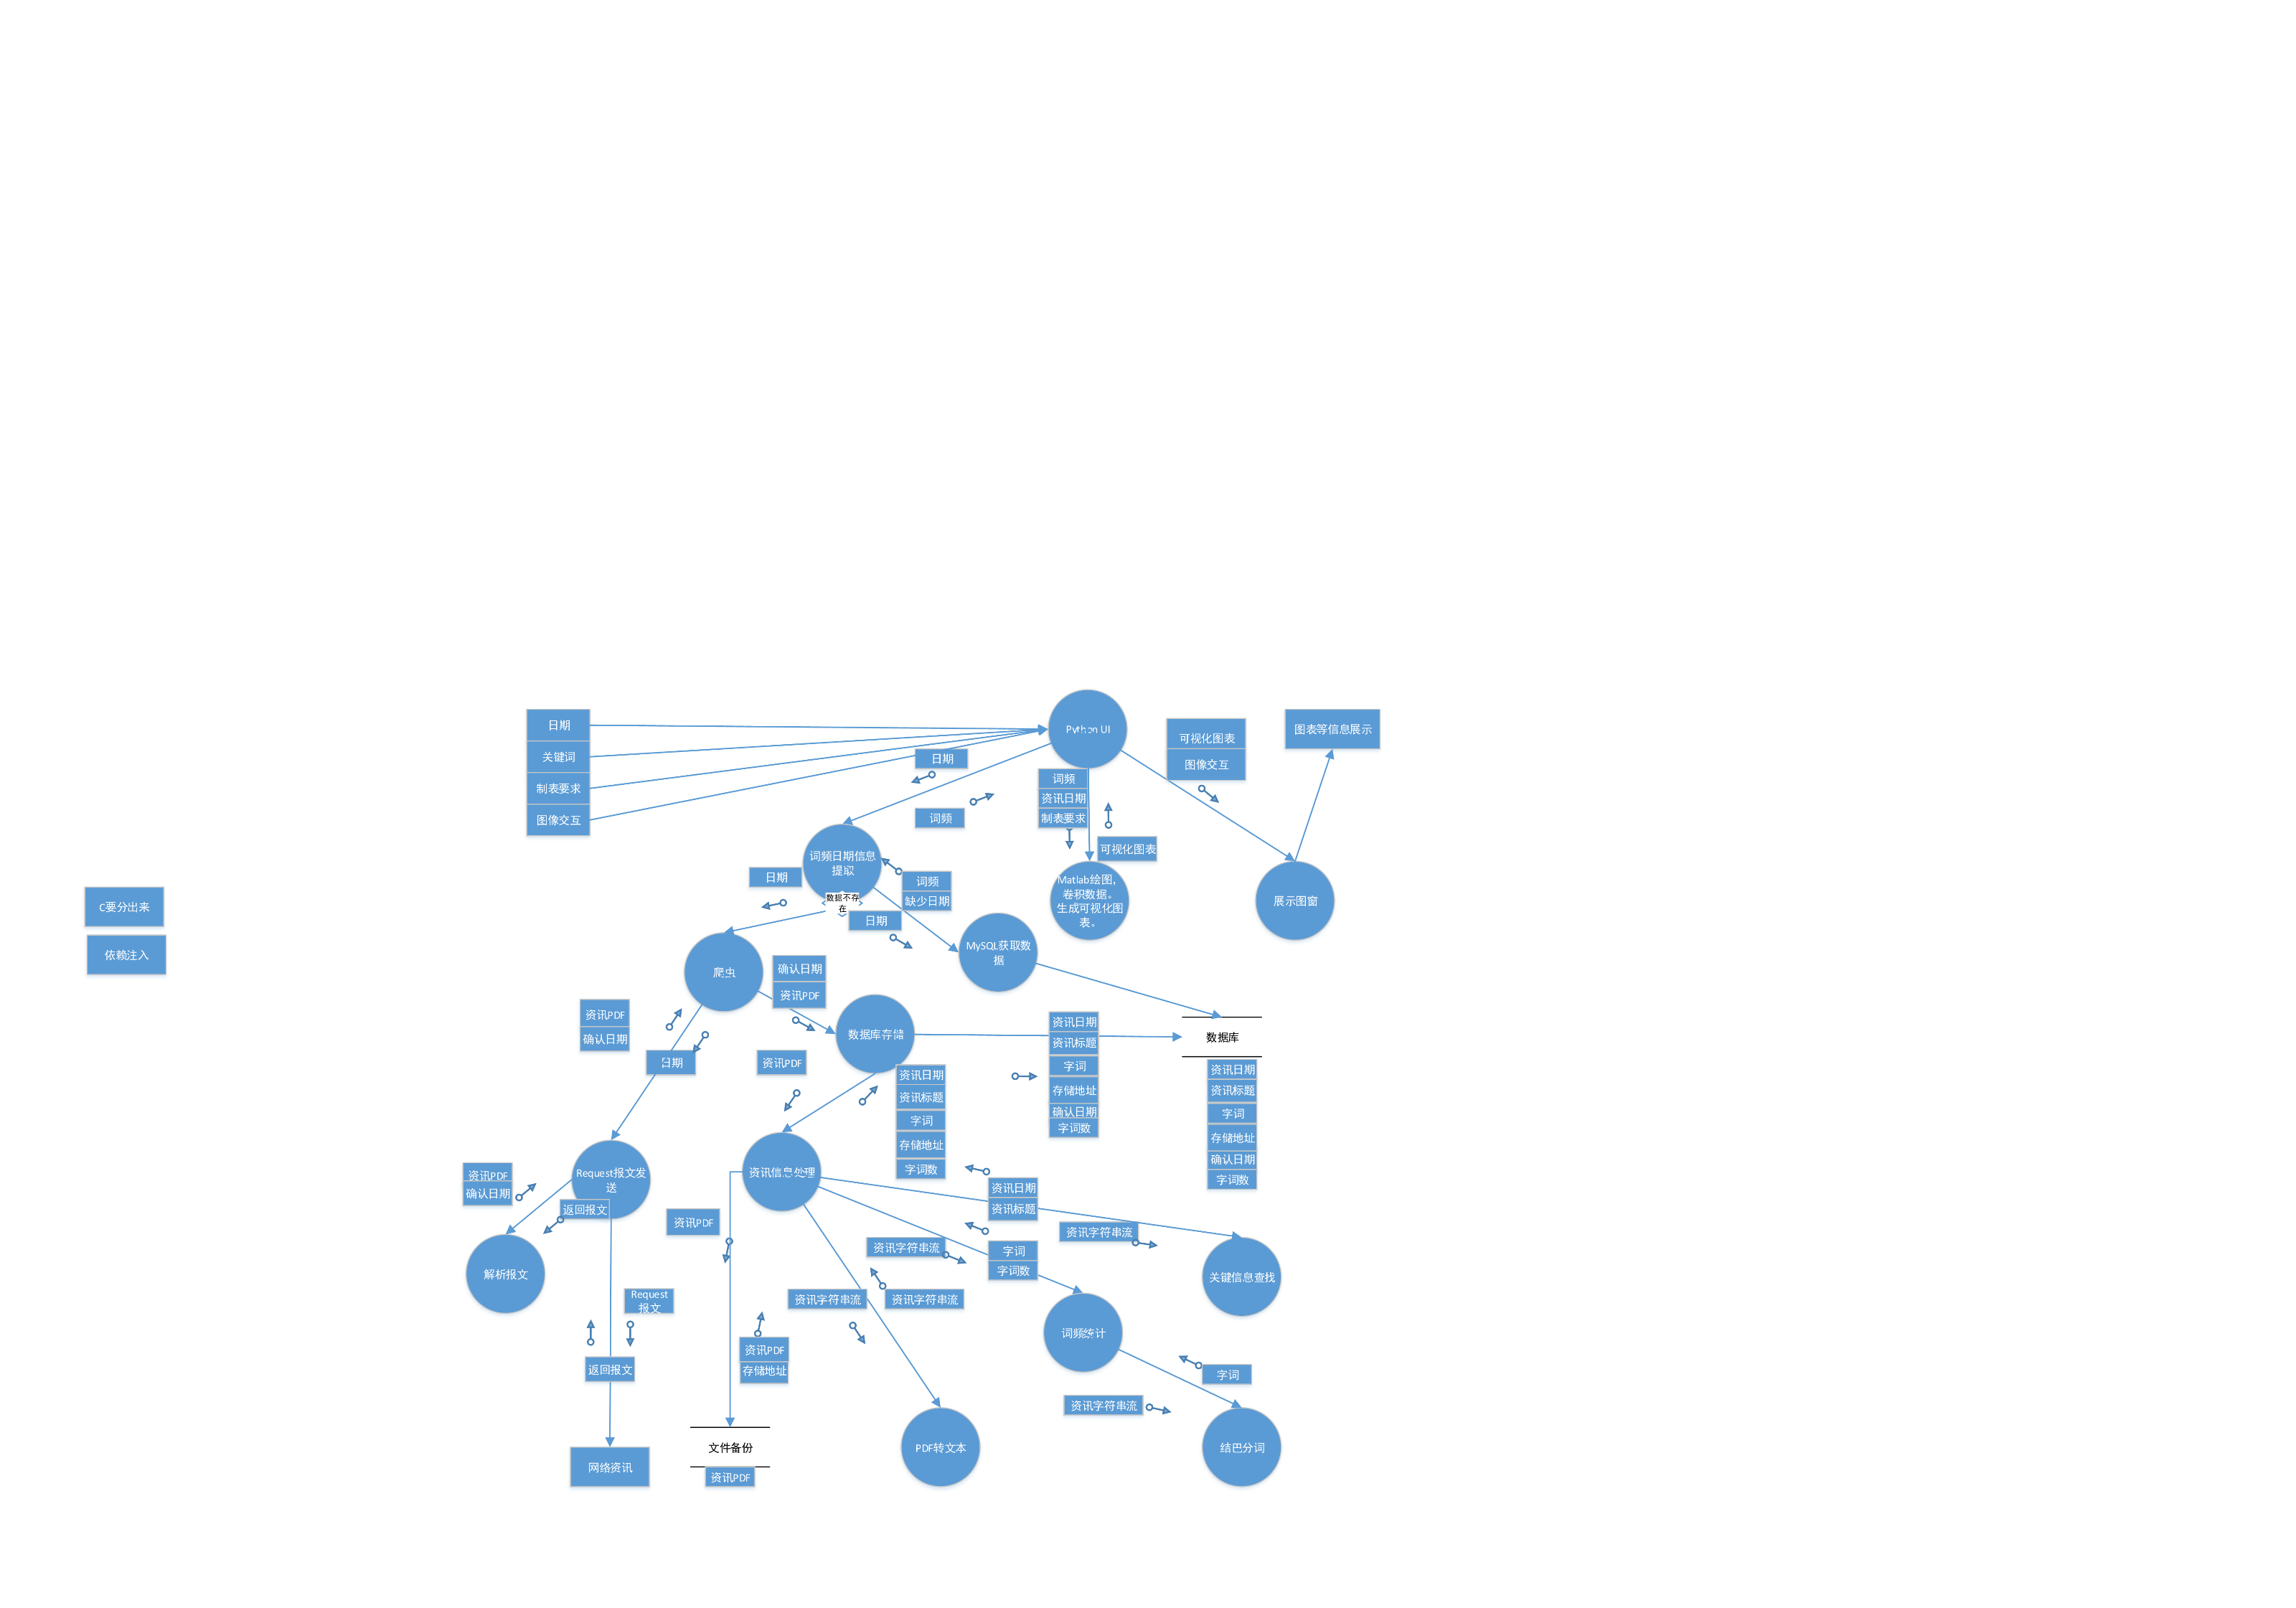 日期
关键词
制表要求
图像交互
Python UI
可视化图表
图像交互
图表等信息展示
日期
词频
词频
资讯日期
制表要求
可视化图表
词频日期信息
提取
日期
数据不存
在
词频
缺少日期
日期
Matlab绘图，
卷积数据。
生成可视化图
表。
展示图窗
C要分出来
依赖注入
MySQL获取数
据
爬虫
确认日期
资讯PDF
资讯PDF
确认日期
日期
资讯PDF
数据库存储
资讯日期
资讯标题
字词
存储地址
确认日期
字词数
数据库
资讯日期
资讯标题
字词
存储地址
确认日期
字词数
资讯日期
资讯标题
字词
存储地址
字词数
资讯PDF
确认日期
Request报文发
送
返回报文
资讯信息处理
资讯日期
资讯标题
资讯PDF
资讯字符串流
资讯字符串流
字词
字词数
解析报文
关键信息查找
Request
报文
资讯字符串流
资讯字符串流
词频统计
资讯PDF
存储地址
返回报文
字词
资讯字符串流
网络资讯
文件备份
资讯PDF
PDF转文本
结巴分词